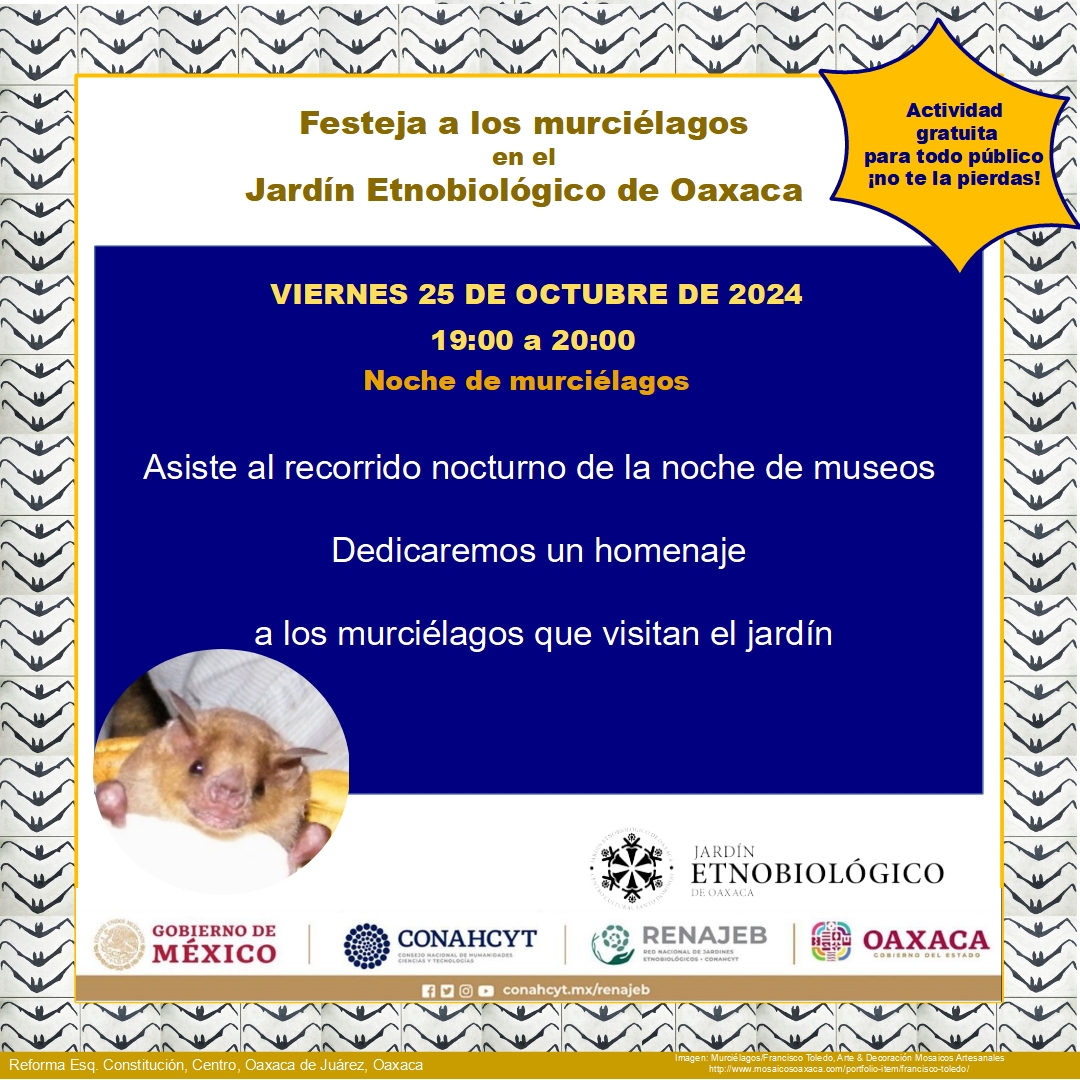 Festeja a los murciélagos
en el
Jardín Etnobiológico de Oaxaca
Actividad
gratuita
para todo público
¡no te la pierdas!
VIERNES 25 DE OCTUBRE DE 2024
19:00 a 20:00
Noche de murciélagos
Asiste al recorrido nocturno de la noche de museos
Dedicaremos un homenaje
a los murciélagos que visitan el jardín
JARDÍN
ETNOBIOLÓGICO
DE OAXACA
GOBIERNO DE
MÉXICO
CONAHCYT
CONSEJO NACIONAL DE HUMANIDADES
CIENCIAS Y TECNOLOGÍAS
RENAJEB
RED NACIONAL DE JARDINES
ETNOBIOLÓGICOS - CONAHCYT
OAXACA
GOBIERNO DEL ESTADO
conahcyt.mx/renajeb
Reforma Esq. Constitución, Centro, Oaxaca de Juárez, Oaxaca
Imagen: Murciélagos/Francisco Toledo, Arte & Decoración Mosaicos Artesanales
http://www.mosaicosoaxaca.com/portfolio-item/francisco-toledo/